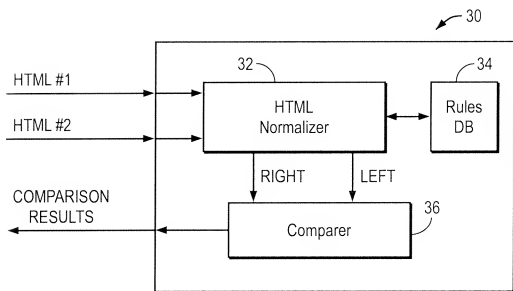 30
HTML #1
HTML #2
32
HTML
Normalizer
34
Rules
DB
RIGHT
LEFT
COMPARISON
RESULTS
36
Comparer